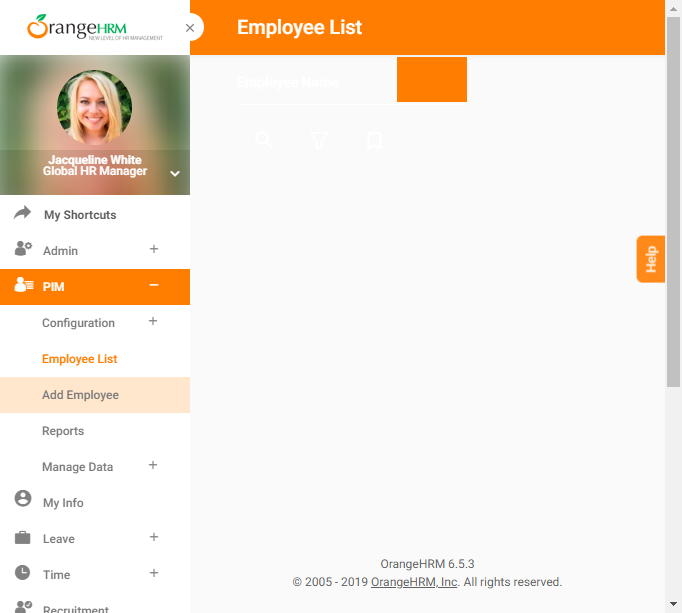 OrangeHRM
NEW LEVEL OF HR MANAGEMENT
Employee List
Employee Name
Jacqueline White
Global HR Manager
My Shortcuts
Admin
PIM
Configuration
Employee List
Add Employee
Reports
Manage Data
My Info
Leave
Time
Recruitment
Help
OrangeHRM 6.5.3
© 2005 - 2019 OrangeHRM, Inc. All rights reserved.